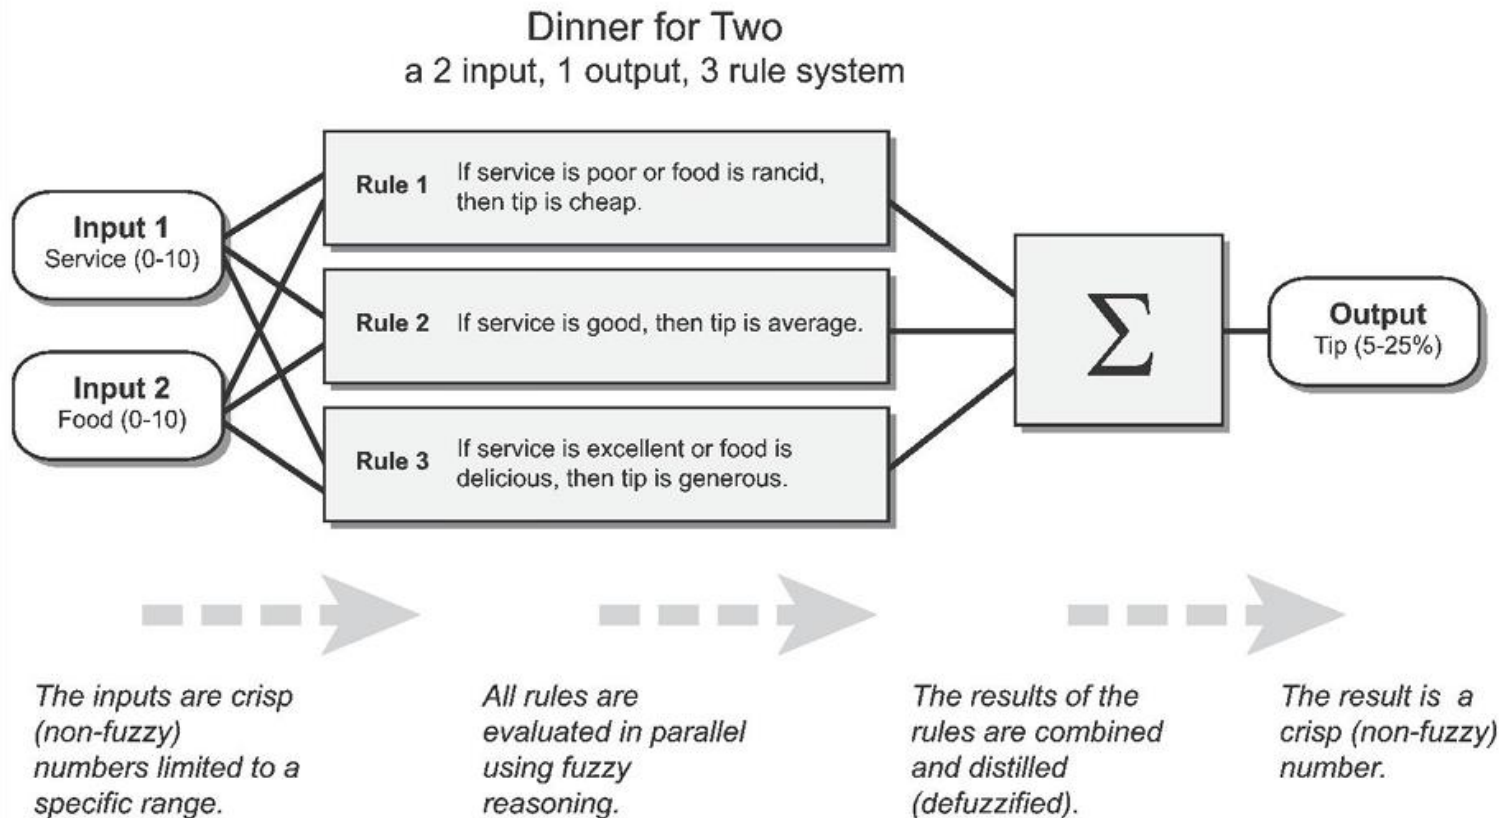 Dinner for Two
a 2 input, 1 output, 3 rule system
Input 1
Service (0-10)
Input 2
Food (0-10)
Rule 1
If service is poor or food is rancid,
then tip is cheap.
Rule 2
If service is good, then tip is average.
Rule 3
If service is excellent or food is
delicious, then tip is generous.
Σ
Output
Tip (5-25%)
The inputs are crisp
(non-fuzzy)
numbers limited to a
specific range.
All rules are
evaluated in parallel
using fuzzy
reasoning.
The results of the
rules are combined
and distilled
(defuzzified).
The result is a
crisp (non-fuzzy)
number.